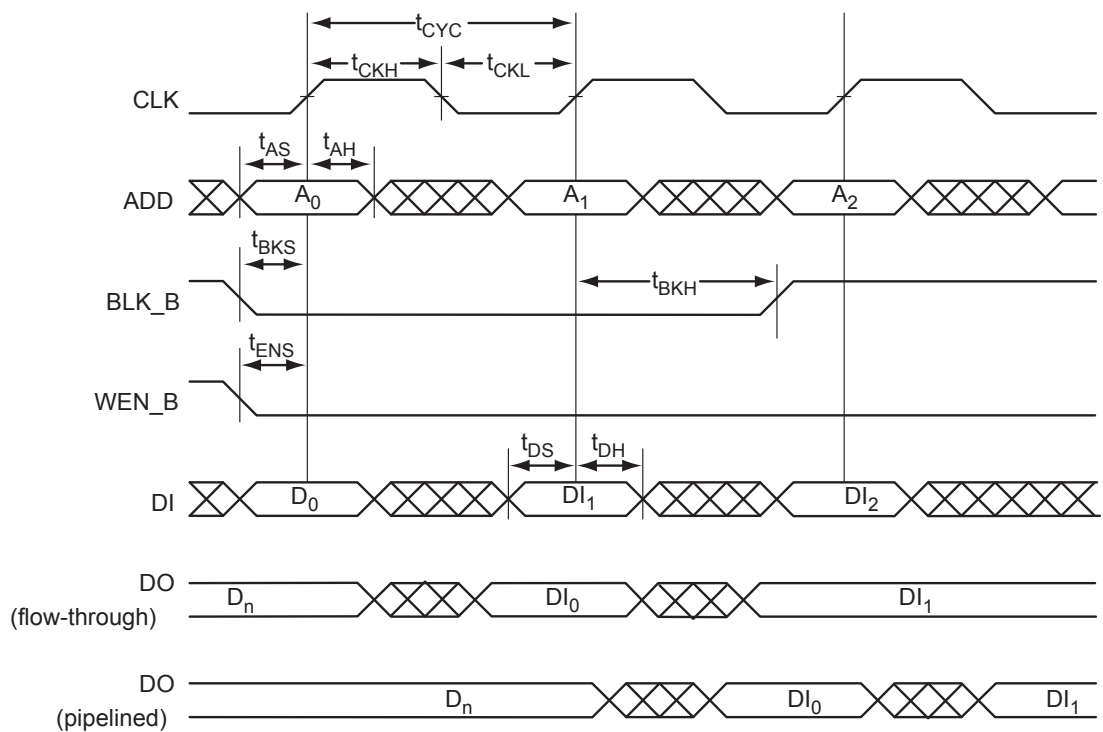 tCYC
tCKH tCKL
CLK
tAS tAH
ADD A0 A1 A2
tBKS
BLK_B tBKH
tENS
WEN_B
tDS tDH
DI D0 DI1 DI2
DO
(flow-through) Dn DI0 DI1
DO
(pipelined) Dn DI0 DI1